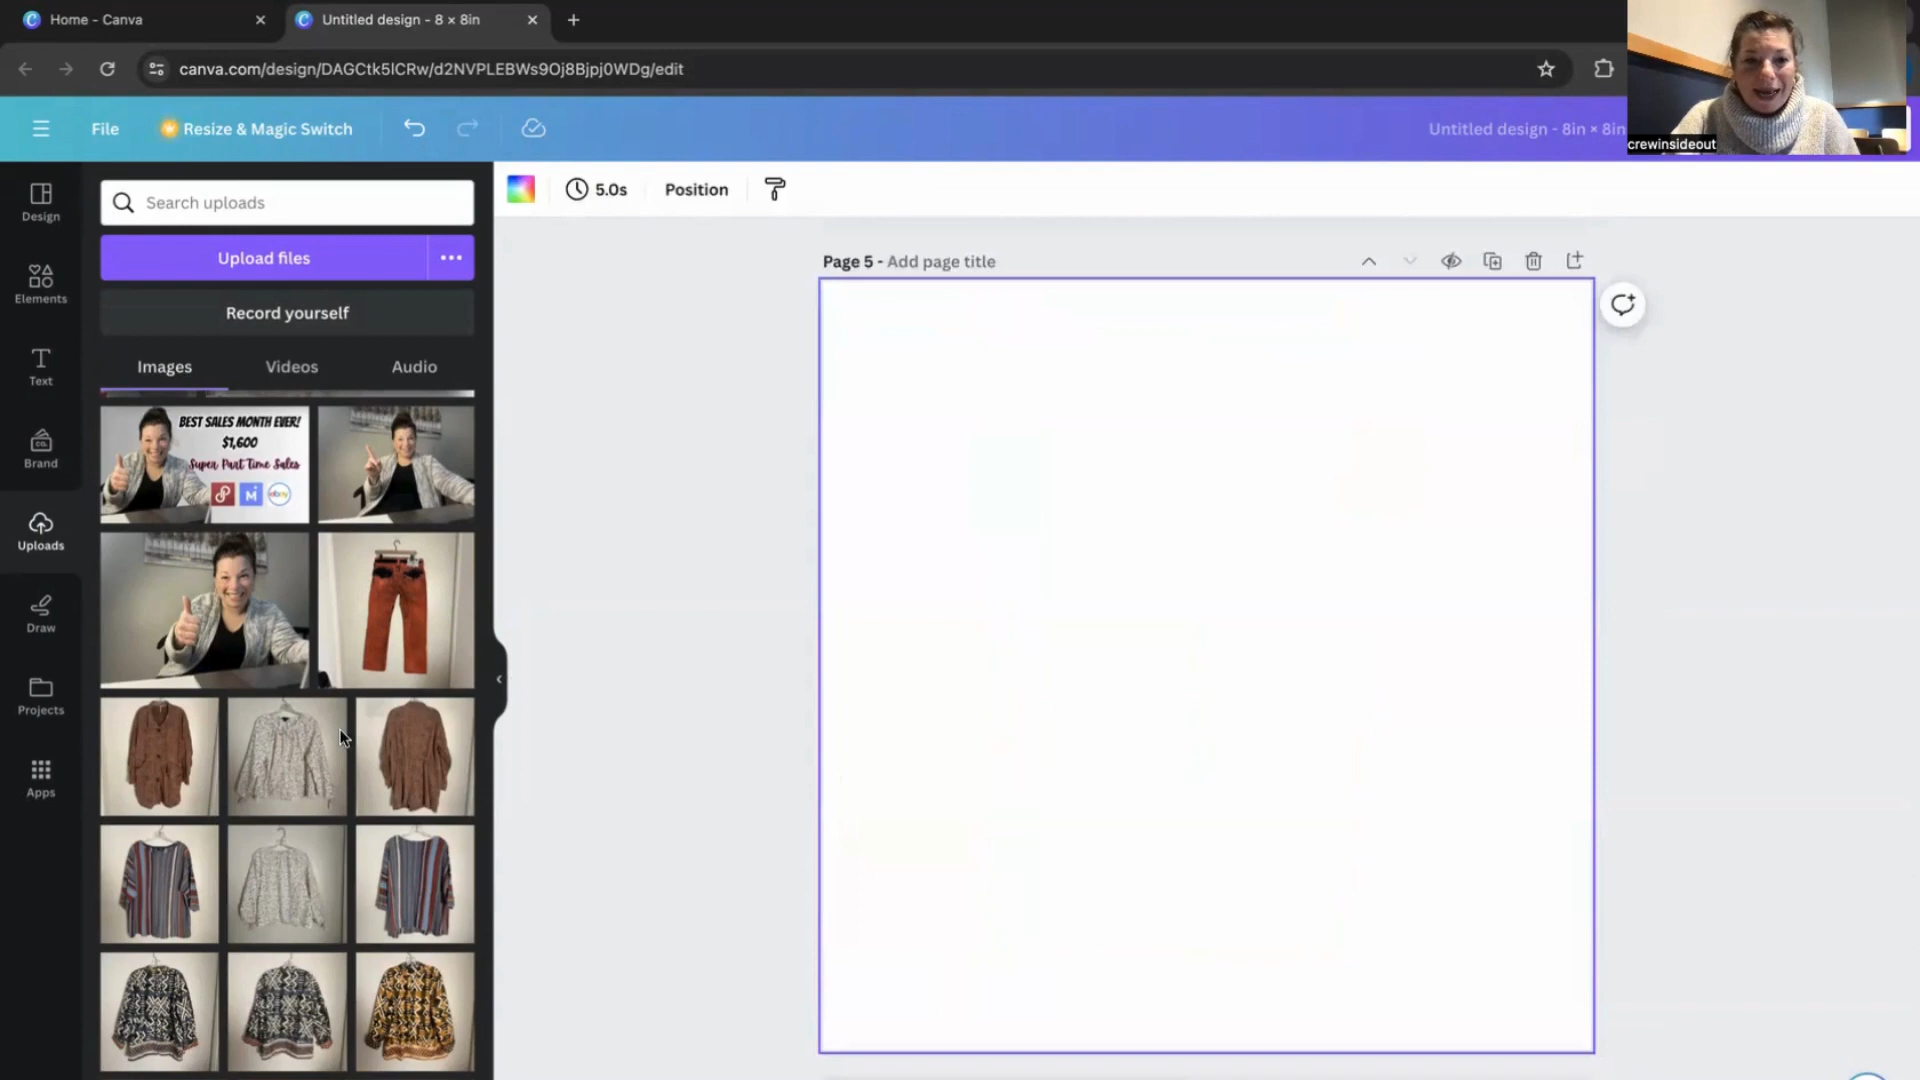 Home - Canva
Untitled design - 8 × 8in
canva.com/design/DAGCtk5lCRw/d2NVPLEBWs9Oj8Bjpj0WDg/edit
File
Resize & Magic Switch
Untitled design - 8in × 8in
crewinsideout
Design
Elements
Text
Brand
Uploads
Draw
Projects
Apps
Search uploads
Upload files
Record yourself
Images
Videos
Audio
BEST SALES MONTH EVER!
$1,600
Super Part Time Sales
M
ebay
5.0s
Position
Page 5 - Add page title